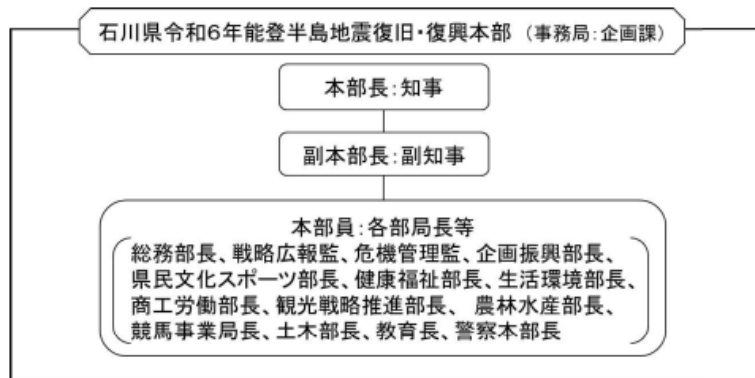 石川県令和6年能登半島地震復旧・復興本部 (事務局:企画課)
本部長:知事
副本部長:副知事
本部員:各部局長等
総務部長、戦略広報監、危機管理監、企画振興部長、
県民文化スポーツ部長、健康福祉部長、生活環境部長、
商工労働部長、観光戦略推進部長、 農林水産部長、
競馬事業局長、土木部長、教育長、警察本部長